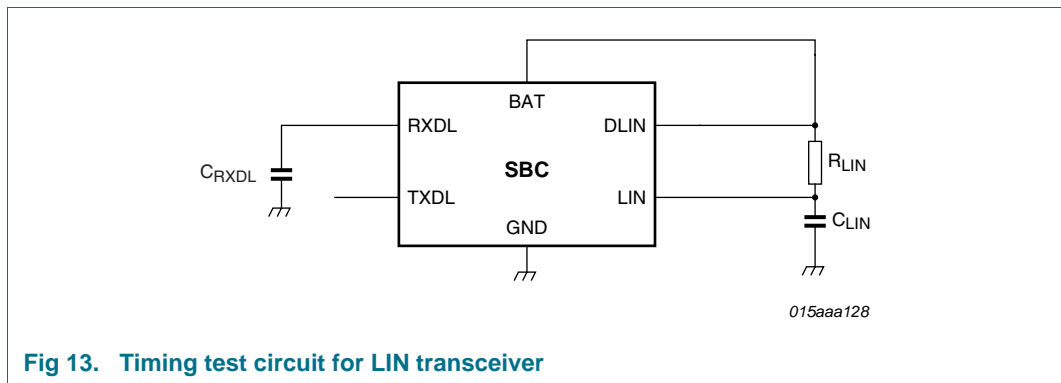 BAT
RXDL
DLIN
SBC
RLIN
CRXDL
TXDL
LIN
CLIN
GND
015aaa128
Fig 13. Timing test circuit for LIN transceiver